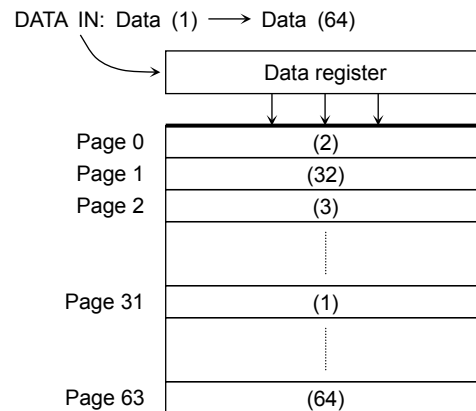 DATA IN: Data (1) ⟶ Data (64)
Data register
Page 0 (2)
Page 1 (32)
Page 2 (3)
Page 31 (1)
Page 63 (64)